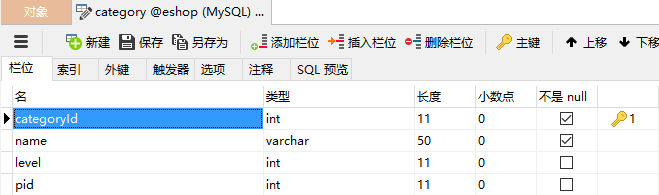 对象 category @eshop (MySQL) ...
新建 保存 另存为 添加栏位 插入栏位 删除栏位 主键 上移 下移
栏位 索引 外键 触发器 选项 注释 SQL 预览
名 类型 长度 小数点 不是 null
categoryId int 11 0 1
name varchar 50 0
level int 11 0
pid int 11 0